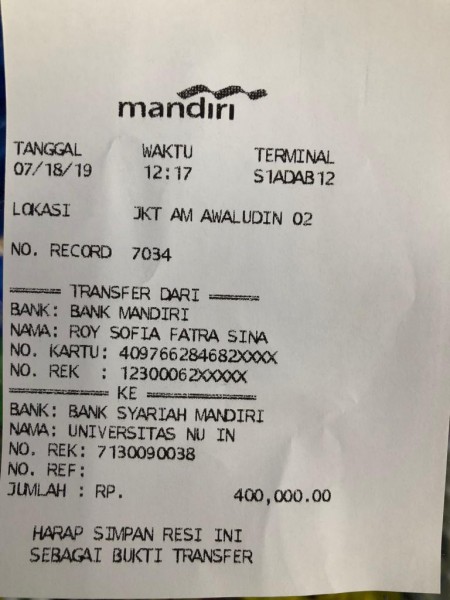 mandiri
TANGGAL WAKTU TERMINAL
07/18/19 12:17 S1ADAB12
LOKASI JKT AM AWALUDIN 02
NO. RECORD 7034
====== TRANSFER DARI ======
BANK: BANK MANDIRI
NAMA: ROY SOFIA FATRA SINA
NO. KARTU: 409766284682XXXX
NO. REK : 12300062XXXXX
============ KE ============
BANK: BANK SYARIAH MANDIRI
NAMA: UNIVERSITAS NU IN
NO. REK: 7130090038
NO. REF:
JUMLAH : RP. 400,000.00
HARAP SIMPAN RESI INI
SEBAGAI BUKTI TRANSFER